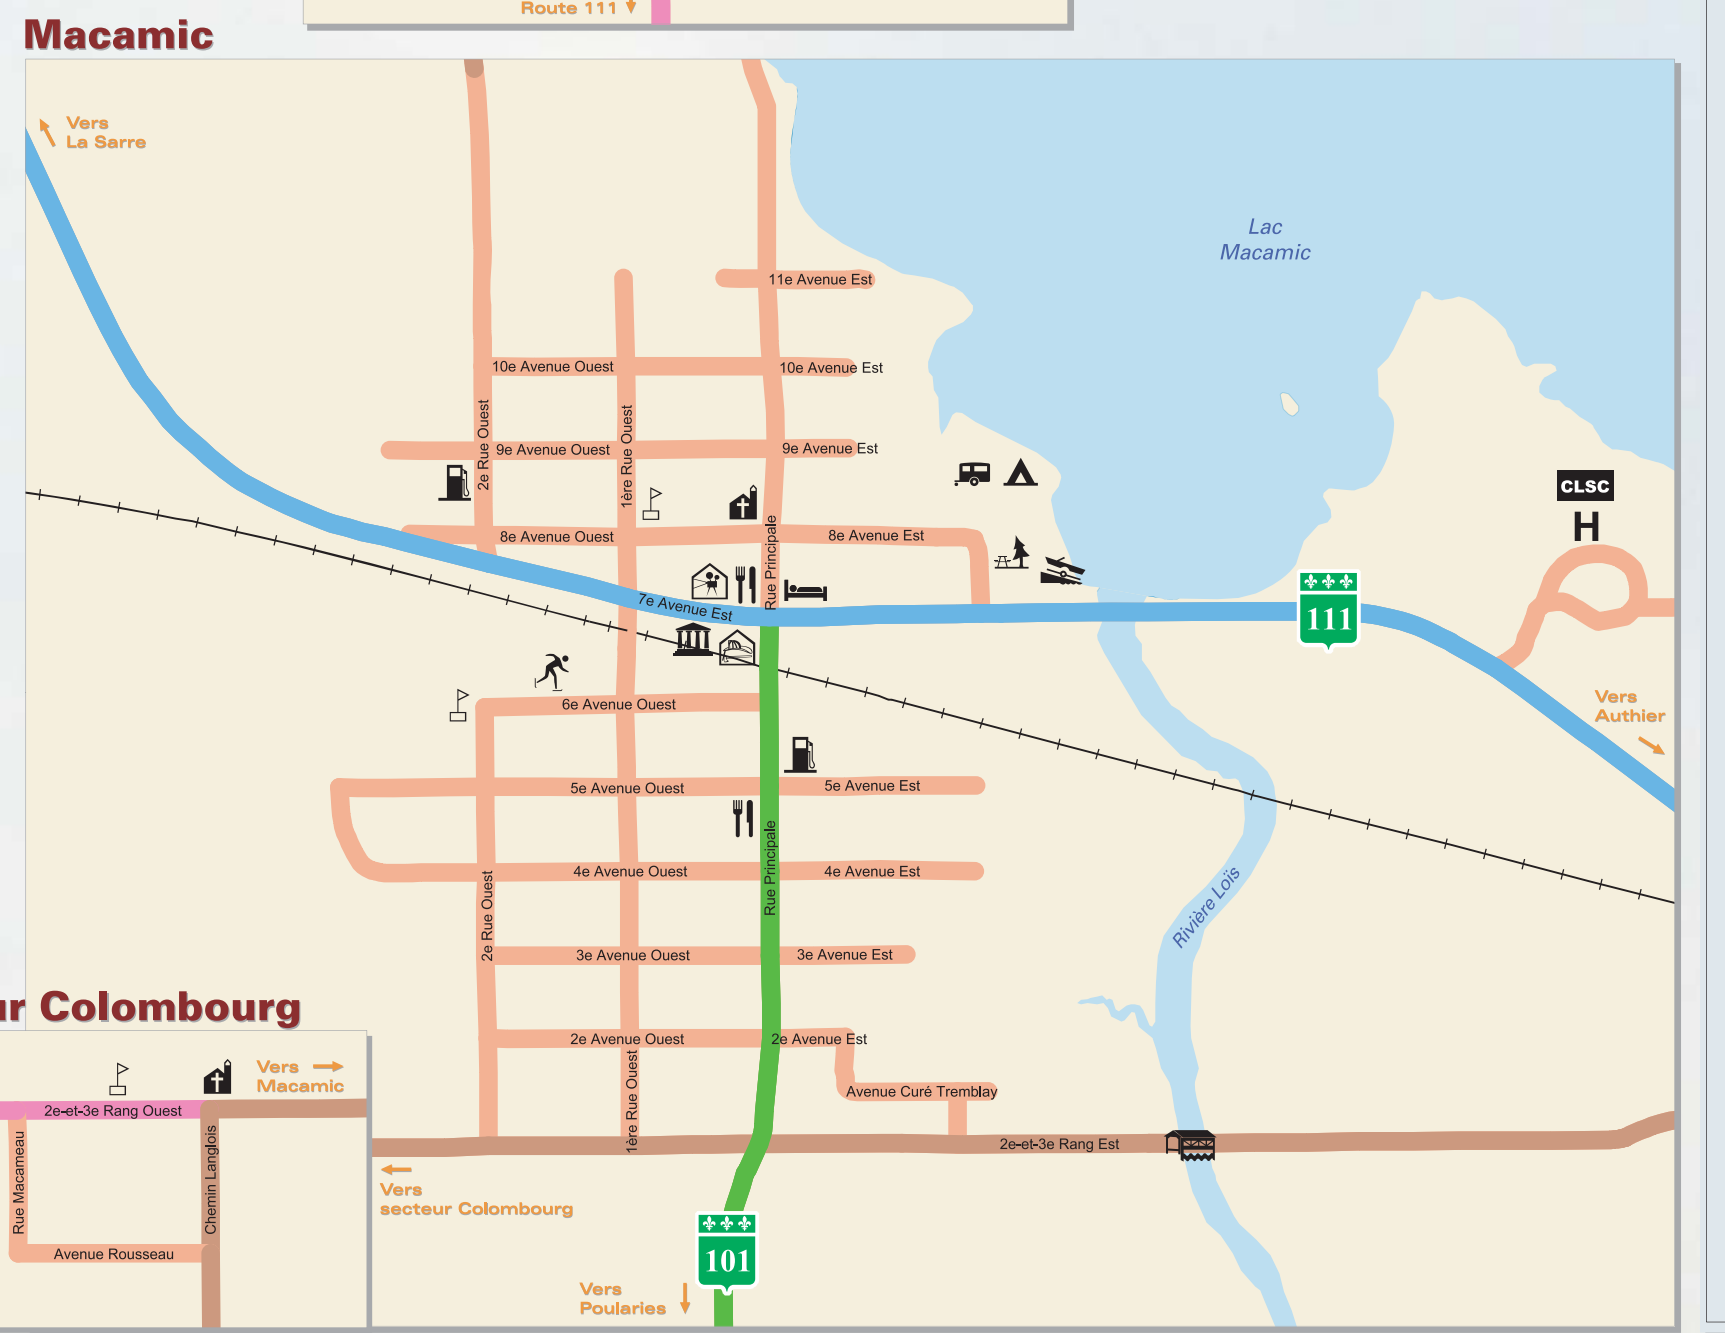 Route 111
Macamic
Vers
La Sarre
Lac
Macamic
11e Avenue Est
10e Avenue Ouest
10e Avenue Est
2e Rue Ouest
1ère Rue Ouest
9e Avenue Ouest
9e Avenue Est
CLSC
H
8e Avenue Ouest
Rue Principale
8e Avenue Est
7e Avenue Est
111
Vers
Authier
6e Avenue Ouest
5e Avenue Ouest
5e Avenue Est
Rue Principale
4e Avenue Ouest
4e Avenue Est
2e Rue Ouest
Rivière Loïs
3e Avenue Ouest
3e Avenue Est
ur Colombourg
2e Avenue Ouest
2e Avenue Est
1ère Rue Ouest
Avenue Curé Tremblay
Vers
Macamic
2e-et-3e Rang Ouest
2e-et-3e Rang Est
Rue Macameau
Chemin Langlois
Vers
secteur Colombourg
Avenue Rousseau
101
Vers
Poularies